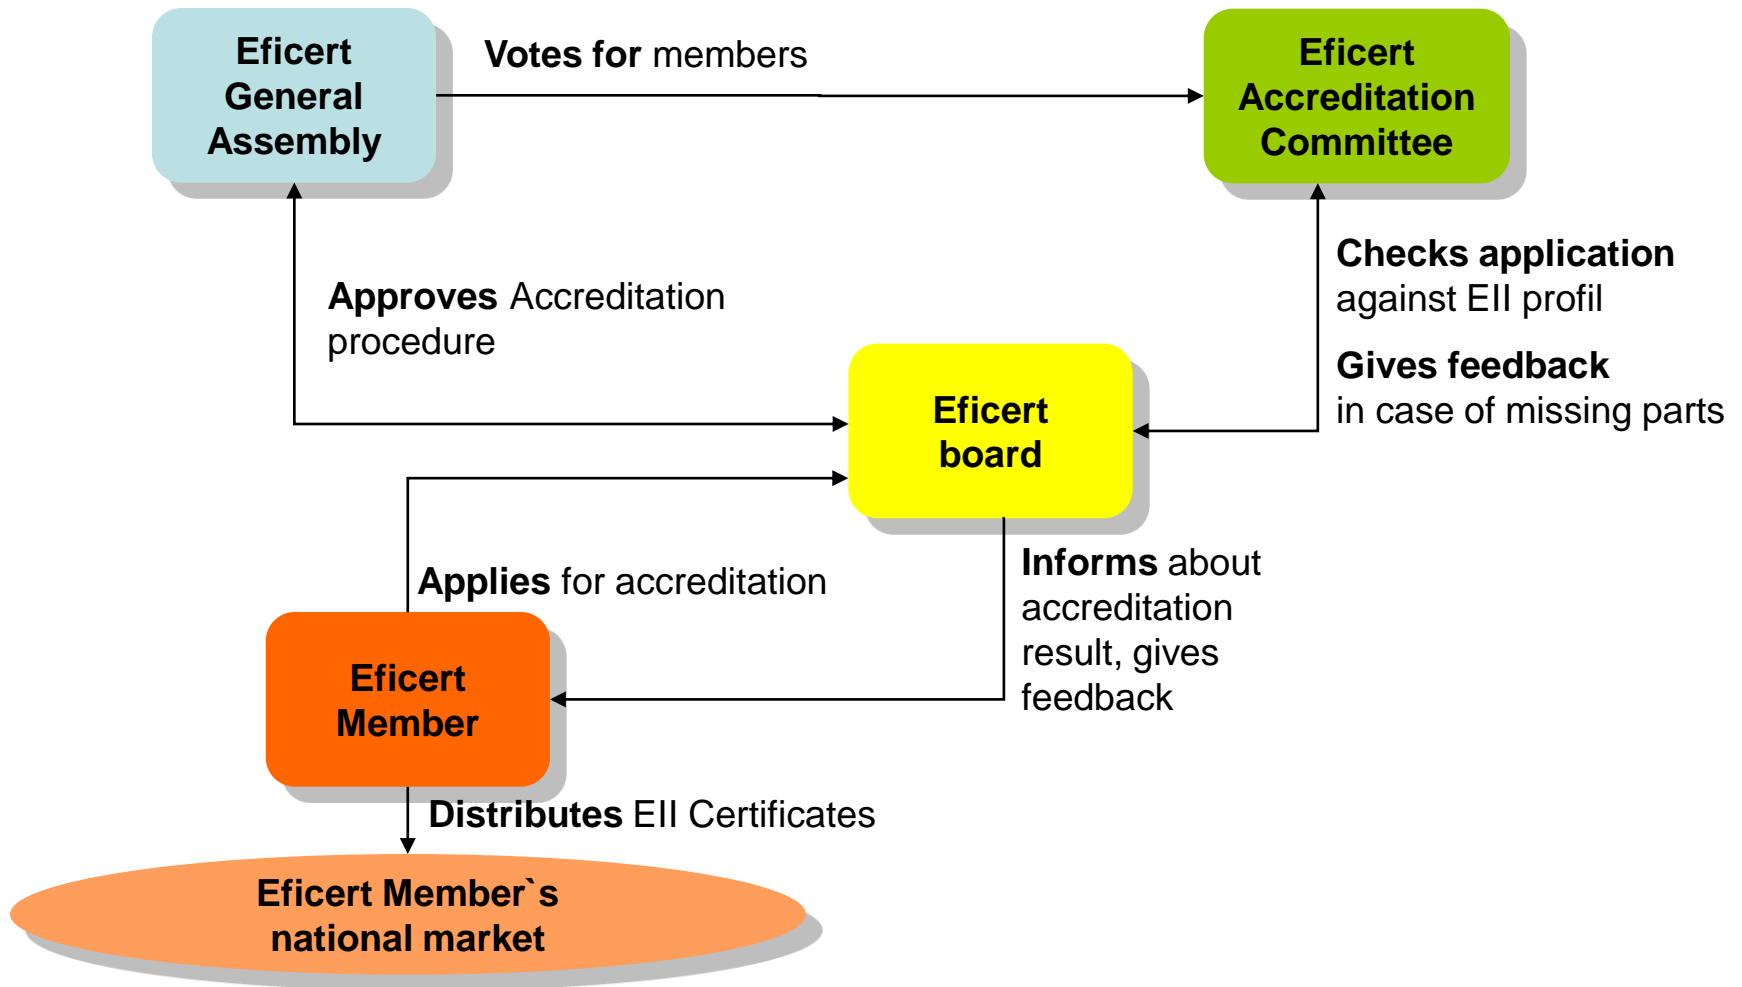 Eficert
General
Assembly
Votes for members
Eficert
Accreditation
Committee
Approves Accreditation
procedure
Checks application
against EII profil
Gives feedback
in case of missing parts
Eficert
board
Applies for accreditation
Informs about
accreditation
result, gives
feedback
Eficert
Member
Distributes EII Certificates
Eficert Member`s
national market